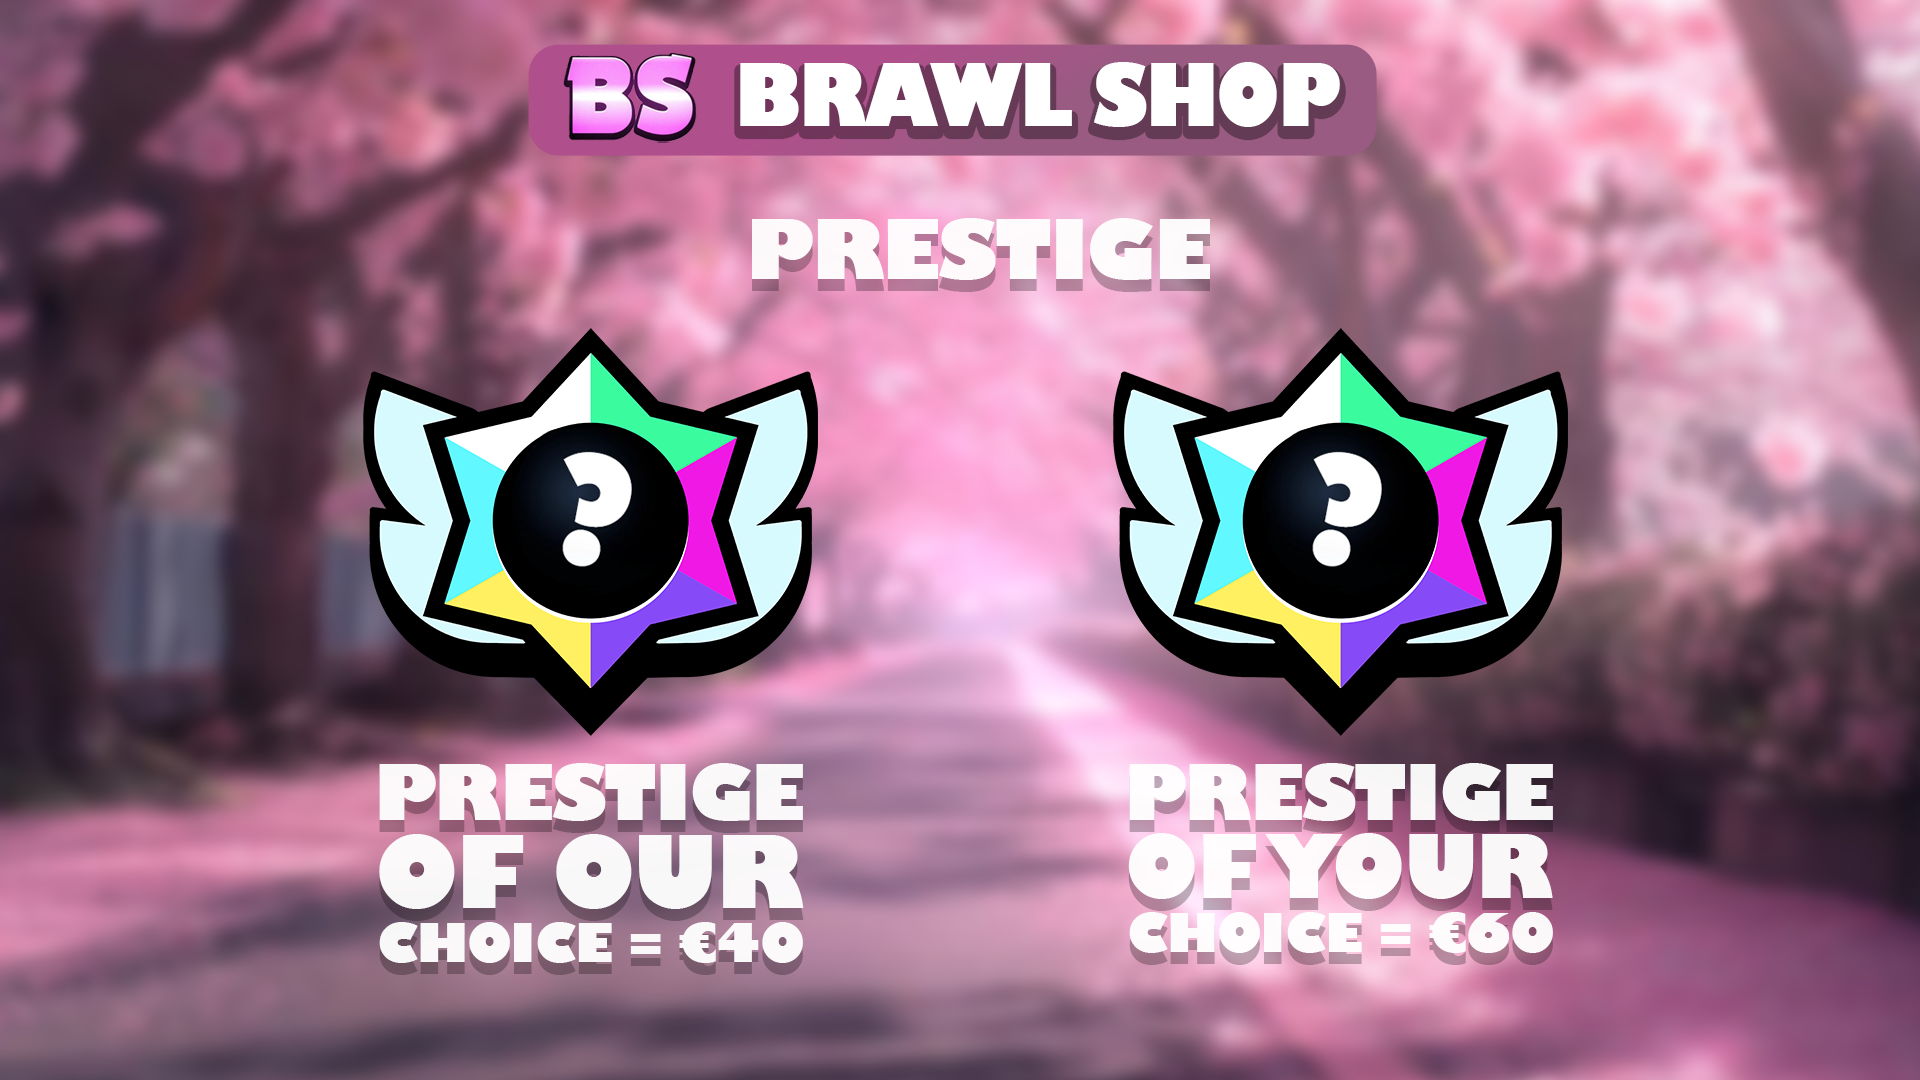 BS BRAWL SHOP
PRESTIGE
?
?
PRESTIGE
OF OUR
CHOICE = €40
PRESTIGE
OF YOUR
CHOICE = €60